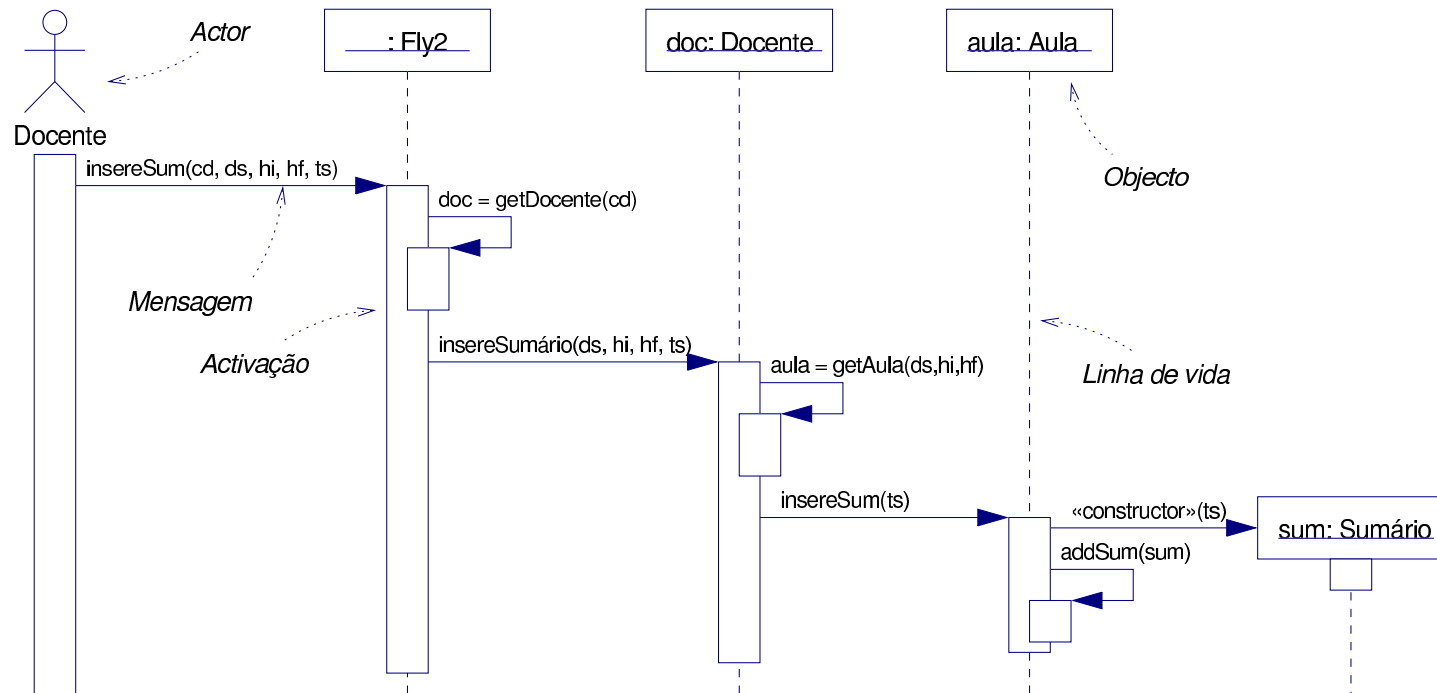 Actor
: Fly2
doc: Docente
aula: Aula
Docente
insereSum(cd, ds, hi, hf, ts)
doc = getDocente(cd)
Objecto
Mensagem
Activação
insereSumário(ds, hi, hf, ts)
aula = getAula(ds,hi,hf)
Linha de vida
insereSum(ts)
«constructor»(ts)
sum: Sumário
addSum(sum)